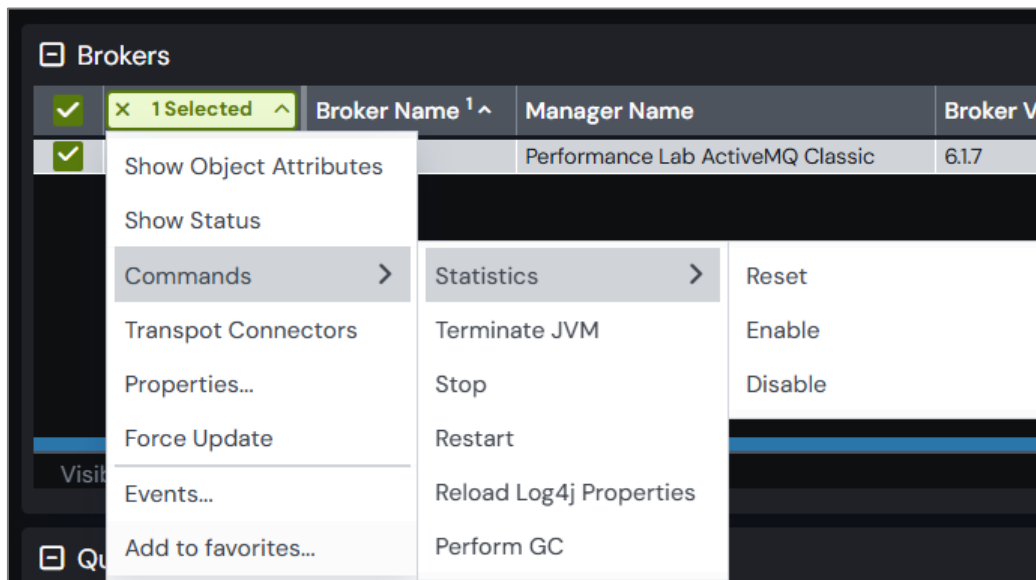 Brokers
1 Selected Broker Name 1 Manager Name Broker V
Performance Lab ActiveMQ Classic 6.1.7
Show Object Attributes
Show Status
Commands Statistics Reset
Transpot Connectors Terminate JVM Enable
Properties... Stop Disable
Force Update Restart
Visib
Events... Reload Log4j Properties
Add to favorites... Perform GC
Qu